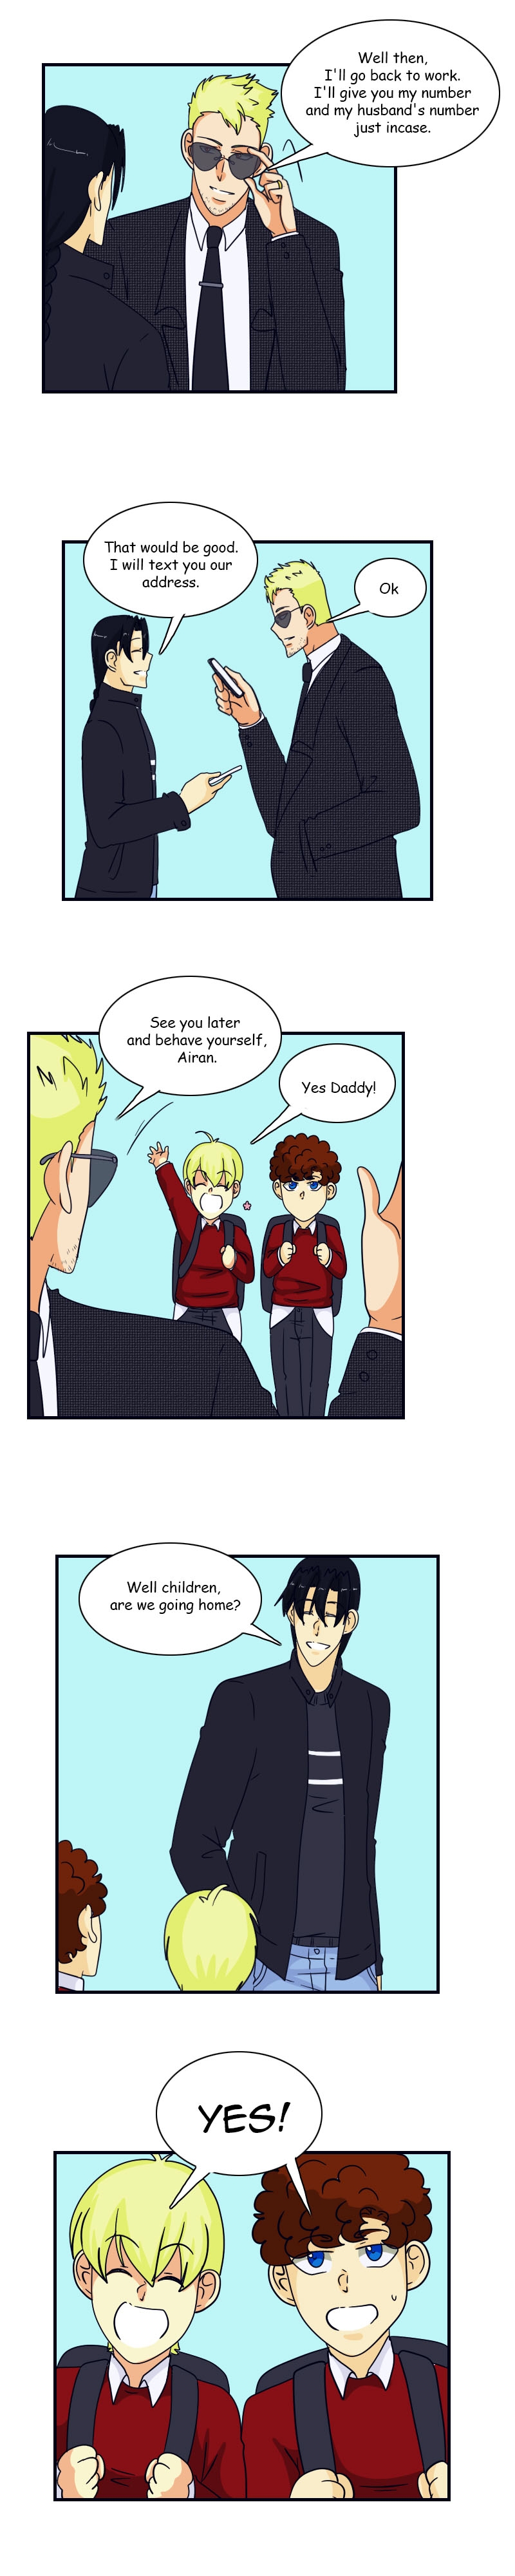 Well then,
I'll go back to work.
I'll give you my number
and my husband's number
just incase.
That would be good.
I will text you our
address.
Ok
See you later
and behave yourself,
Airan.
Yes Daddy!
Well children,
are we going home?
YES!